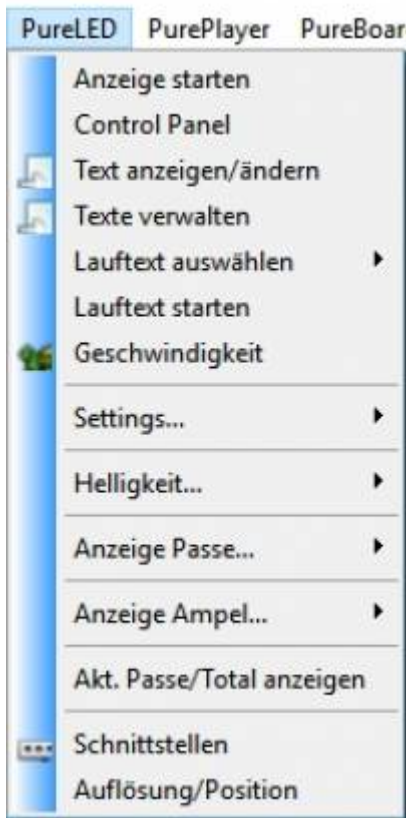 PureLED PurePlayer PureBoar
Anzeige starten
Control Panel
Text anzeigen/ändern
Texte verwalten
Lauftext auswählen
Lauftext starten
Geschwindigkeit
Settings...
Helligkeit...
Anzeige Passe...
Anzeige Ampel...
Akt. Passe/Total anzeigen
Schnittstellen
Auflösung/Position